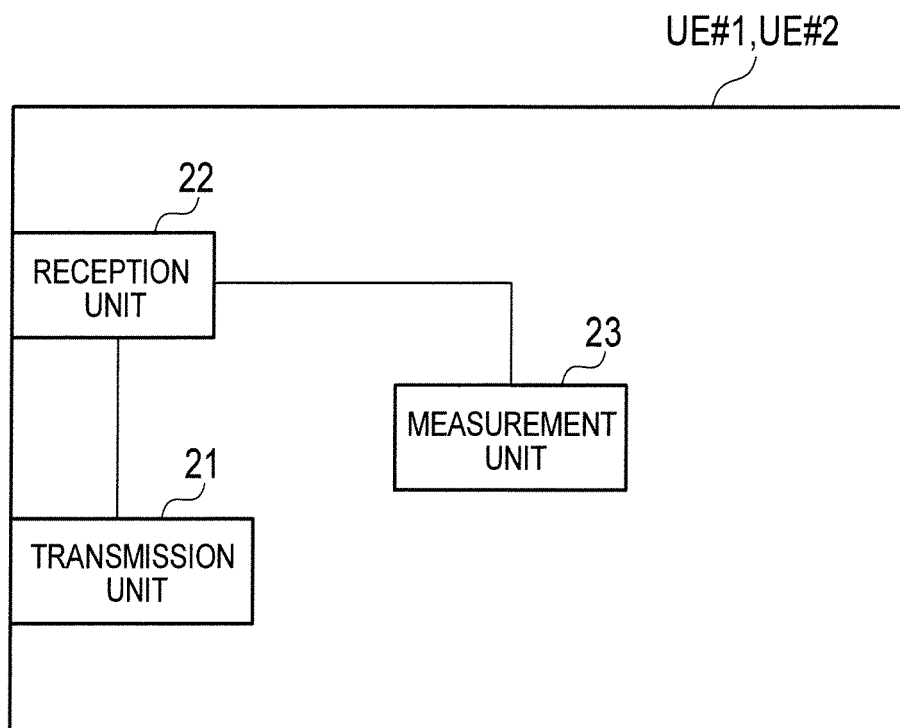 UE#1,UE#2
22
RECEPTION
UNIT
23
MEASUREMENT
UNIT
21
TRANSMISSION
UNIT